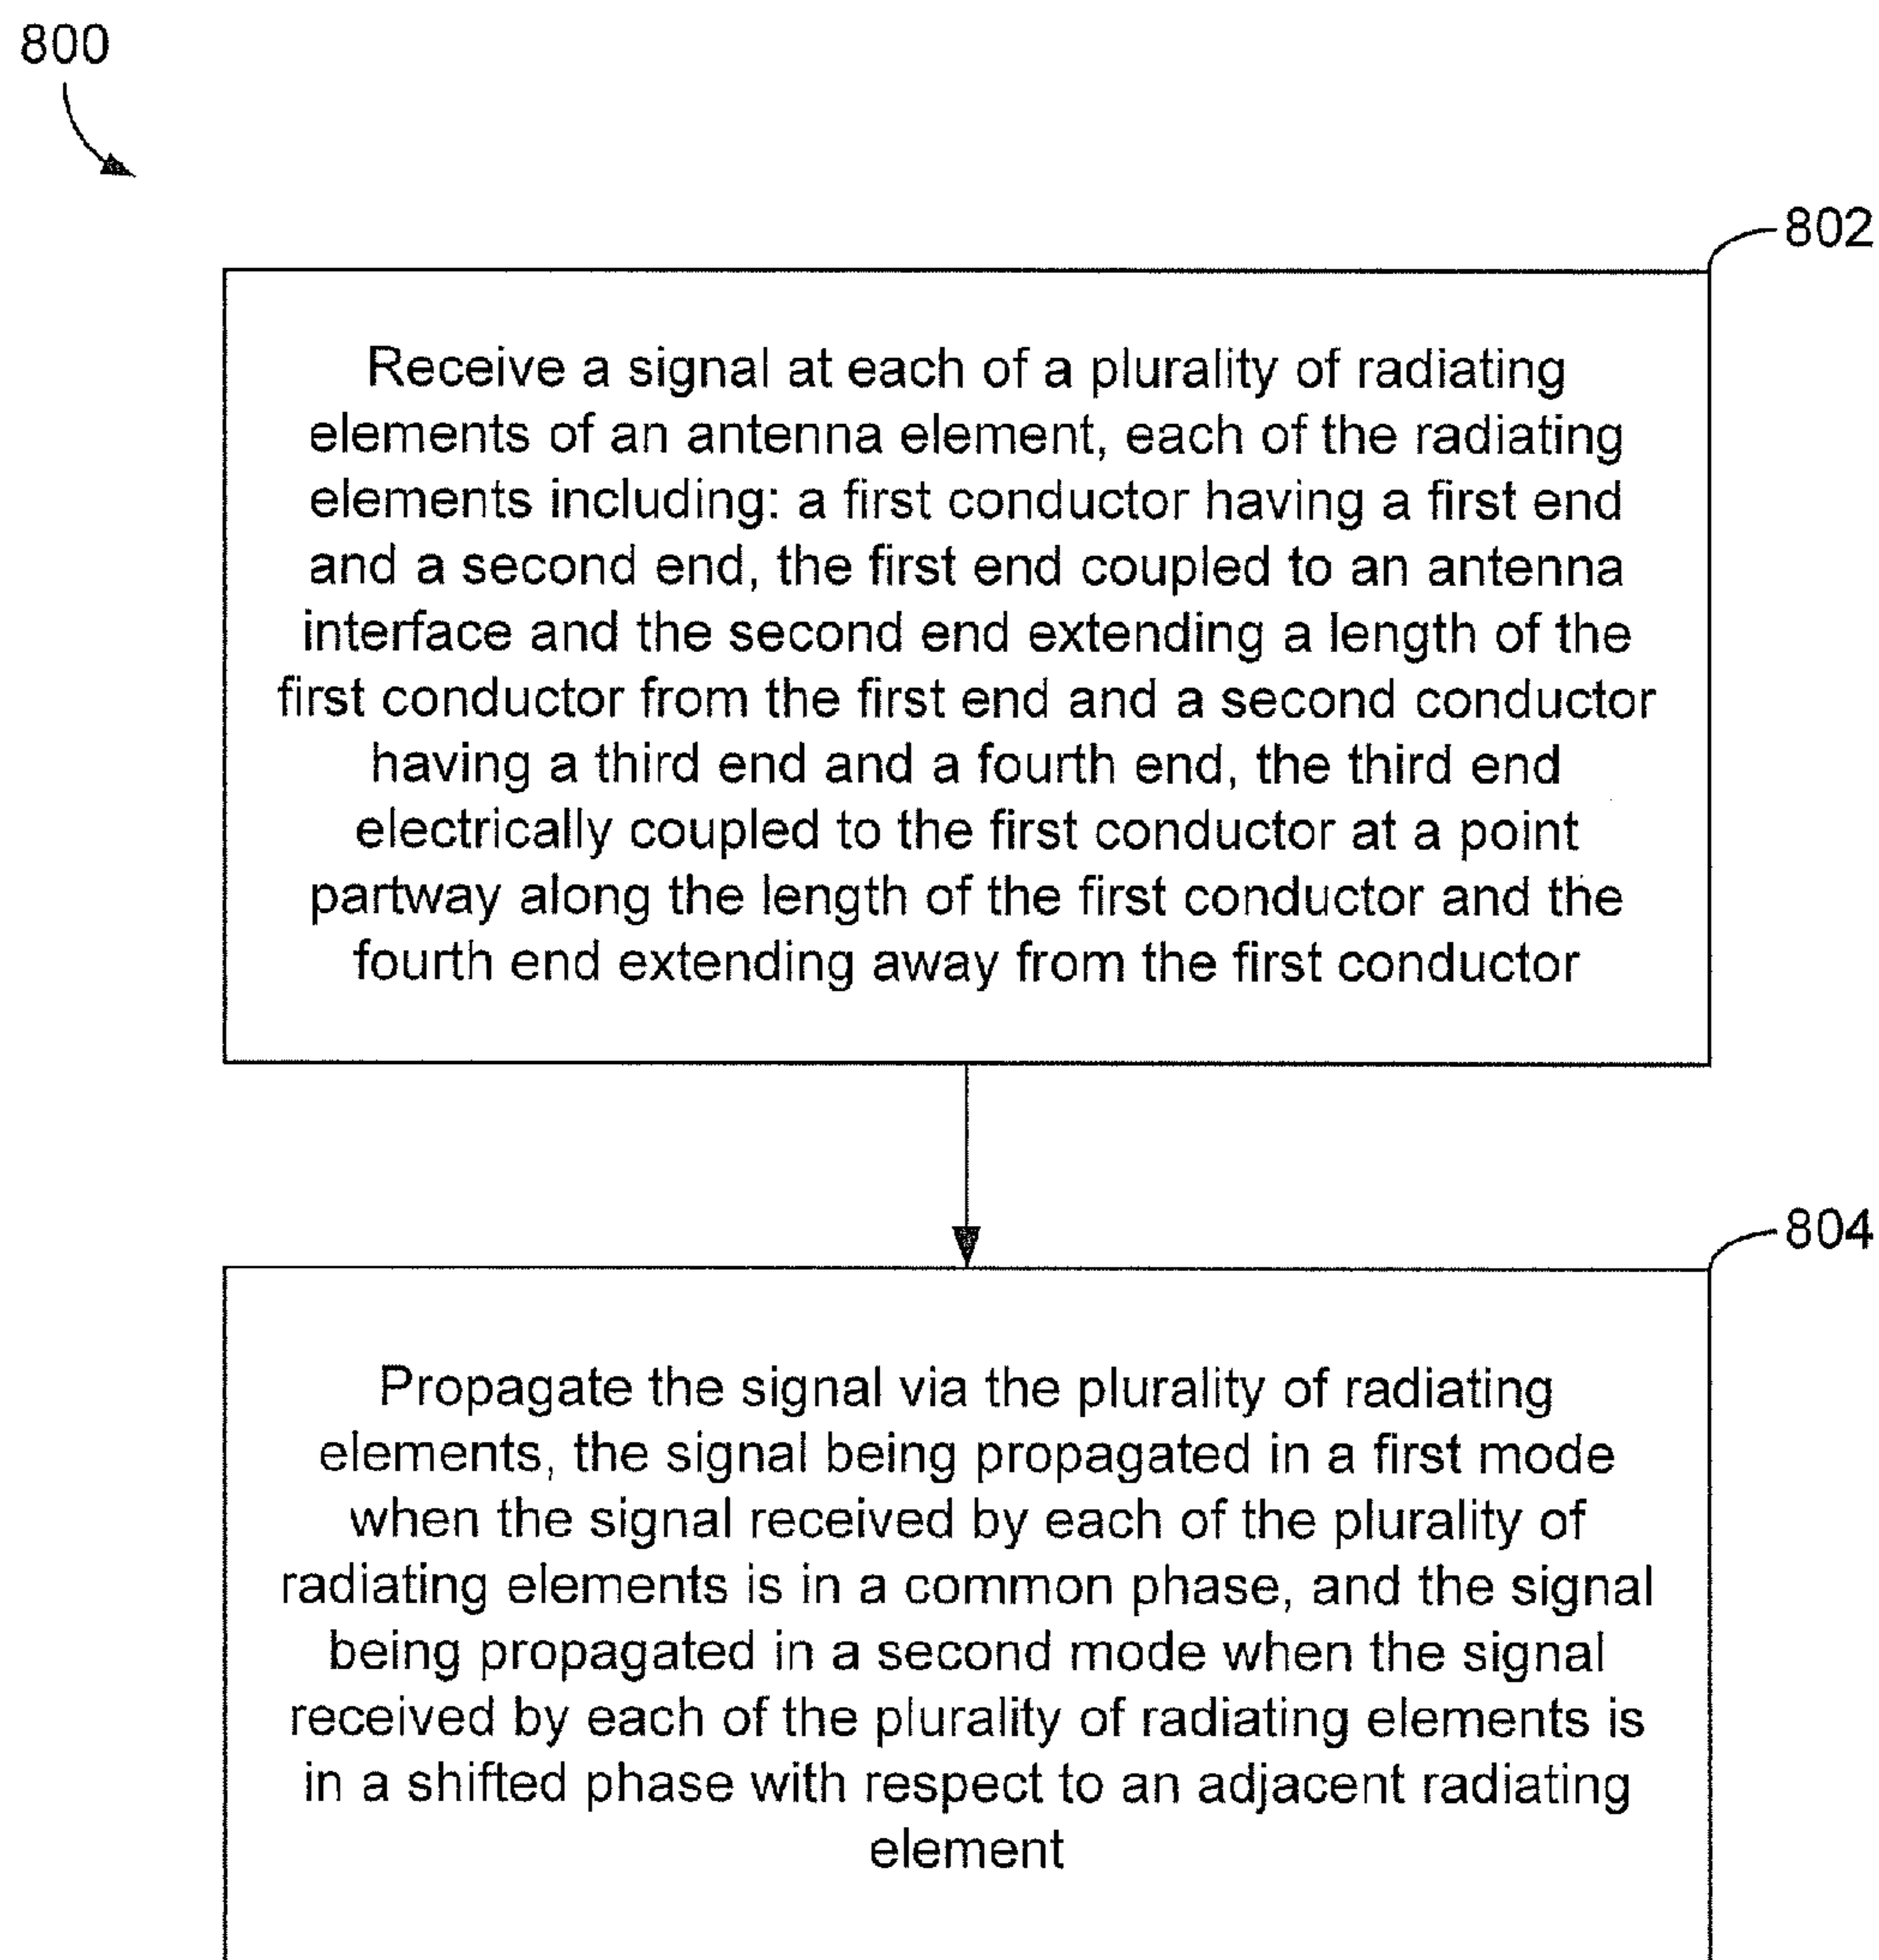 800
802
Receive a signal at each of a plurality of radiating
elements of an antenna element, each of the radiating
elements including: a first conductor having a first end
and a second end, the first end coupled to an antenna
interface and the second end extending a length of the
first conductor from the first end and a second conductor
having a third end and a fourth end, the third end
electrically coupled to the first conductor at a point
partway along the length of the first conductor and the
fourth end extending away from the first conductor
804
Propagate the signal via the plurality of radiating
elements, the signal being propagated in a first mode
when the signal received by each of the plurality of
radiating elements is in a common phase, and the signal
being propagated in a second mode when the signal
received by each of the plurality of radiating elements is
in a shifted phase with respect to an adjacent radiating
element